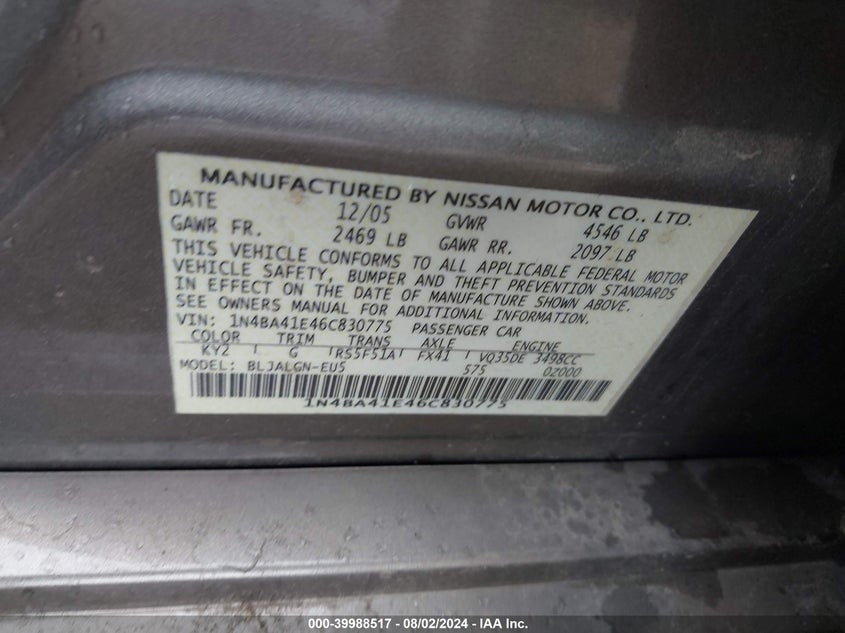 MANUFACTURED BY NISSAN MOTOR CO., LTD.
DATE 12/05 GVWR 4546 LB
GAWR FR. 2469 LB GAWR RR. 2097 LB
THIS VEHICLE CONFORMS TO ALL APPLICABLE FEDERAL MOTOR
VEHICLE SAFETY, BUMPER AND THEFT PREVENTION STANDARDS
IN EFFECT ON THE DATE OF MANUFACTURE SHOWN ABOVE.
SEE OWNERS MANUAL FOR ADDITIONAL INFORMATION.
VIN: 1N4BA41E46C830775 PASSENGER CAR
COLOR TRIM TRANS AXLE ENGINE
KY2 G RS5F51A FX41 VQ35DE 3498CC
MODEL: BLJALGN-EU5 575 0Z000
1N4BA41E46C830775
000-39988517 - 08/02/2024 - IAA Inc.